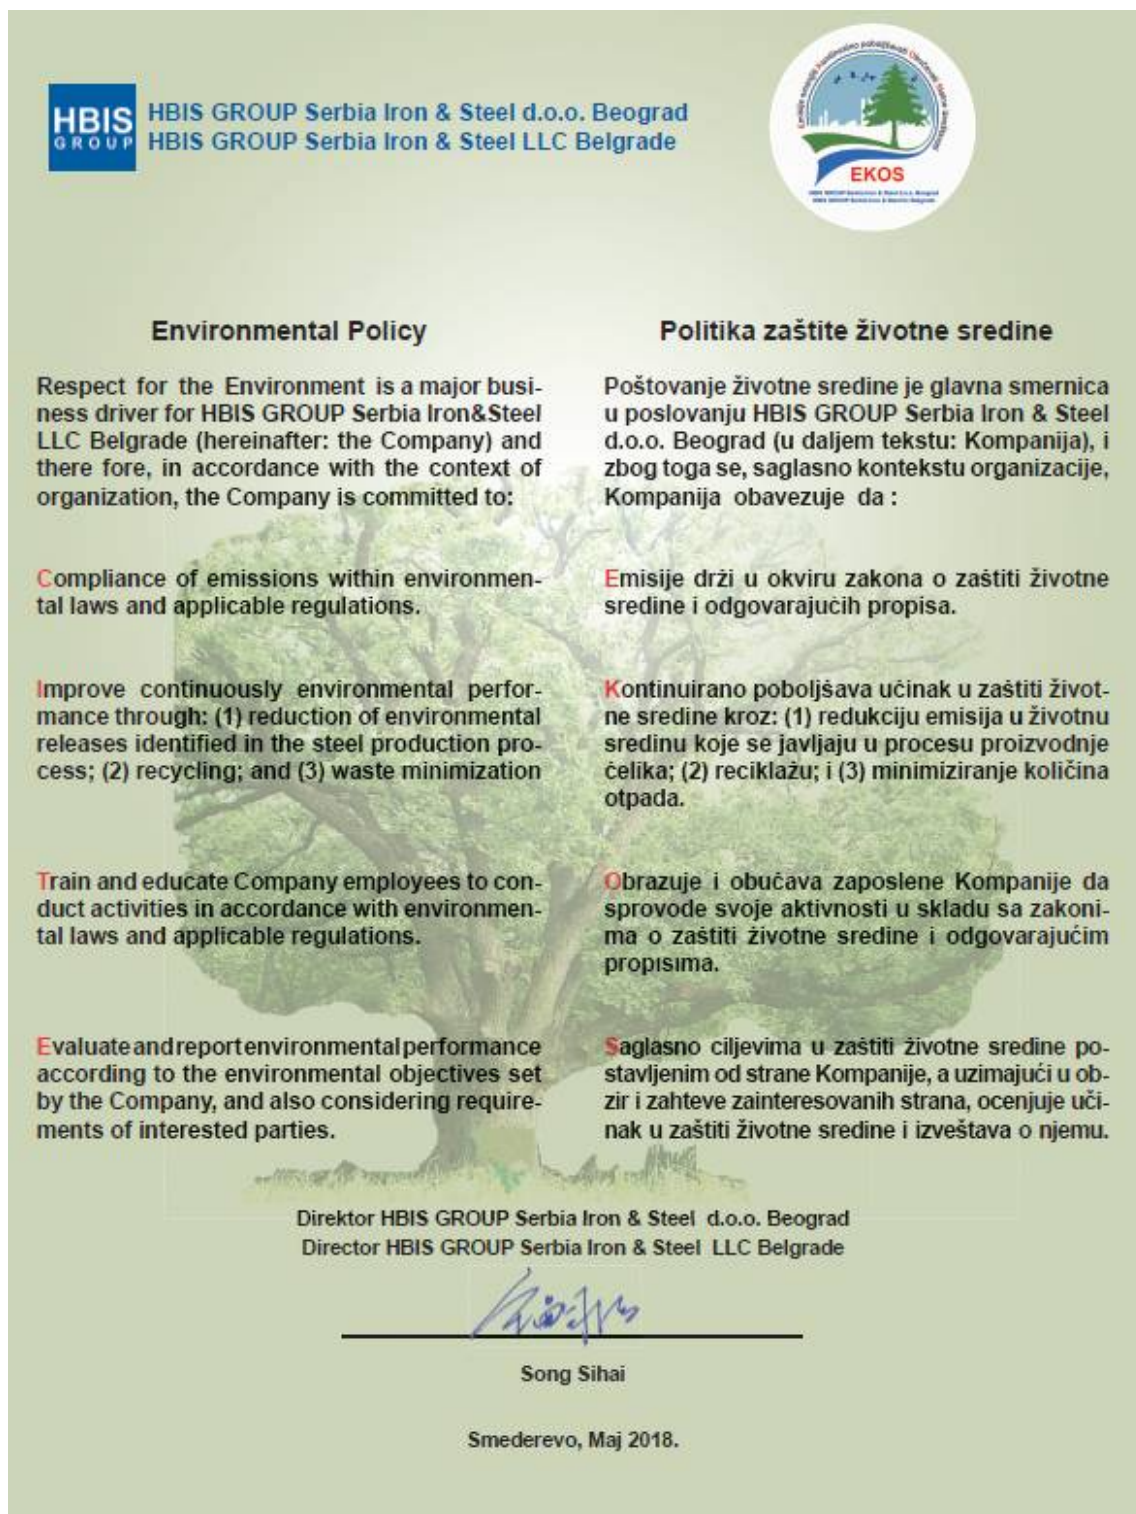 HBIS
GROUP
HBIS GROUP Serbia Iron & Steel d.o.o. Beograd
HBIS GROUP Serbia Iron & Steel LLC Belgrade
EKOS
HBIS GROUP Serbia Iron & Steel d.o.o. Beograd
Environmental Policy
Respect for the Environment is a major busi-
ness driver for HBIS GROUP Serbia Iron&Steel
LLC Belgrade (hereinafter: the Company) and
there fore, in accordance with the context of
organization, the Company is committed to:
Compliance of emissions within environmen-
tal laws and applicable regulations.
Improve continuously environmental perfor-
mance through: (1) reduction of environmental
releases identified in the steel production pro-
cess; (2) recycling; and (3) waste minimization
Train and educate Company employees to con-
duct activities in accordance with environmen-
tal laws and applicable regulations.
Evaluate and report environmental performance
according to the environmental objectives set
by the Company, and also considering require-
ments of interested parties.
Politika zaštite životne sredine
Poštovanje životne sredine je glavna smernica
u poslovanju HBIS GROUP Serbia Iron & Steel
d.o.o. Beograd (u daljem tekstu: Kompanija), i
zbog toga se, saglasno kontekstu organizacije,
Kompanija obavezuje da :
Emisije drži u okviru zakona o zaštiti životne
sredine i odgovarajućih propisa.
Kontinuirano poboljšava učinak u zaštiti život-
ne sredine kroz: (1) redukciju emisija u životnu
sredinu koje se javljaju u procesu proizvodnje
čelika; (2) reciklažu; i (3) minimiziranje količina
otpada.
Obrazuje i obučava zaposlene Kompanije da
sprovode svoje aktivnosti u skladu sa zakoni-
ma o zaštiti životne sredine i odgovarajućim
propisima.
Saglasno ciljevima u zaštiti životne sredine po-
stavljenim od strane Kompanije, a uzimajući u ob-
zir i zahteve zainteresovanih strana, ocenjuje uči-
nak u zaštiti životne sredine i izveštava o njemu.
Direktor HBIS GROUP Serbia Iron & Steel d.o.o. Beograd
Director HBIS GROUP Serbia Iron & Steel LLC Belgrade
Song Sihai
Smederevo, Maj 2018.